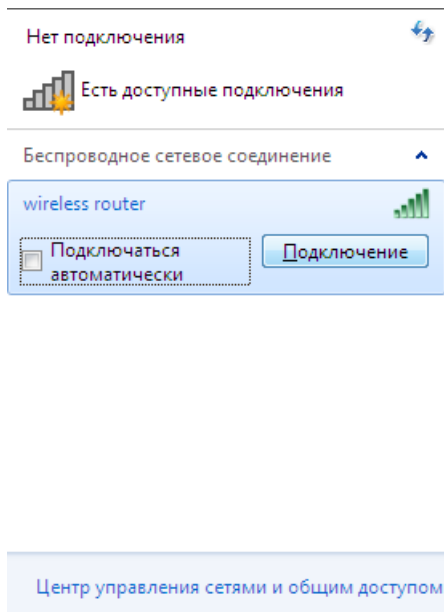 Нет подключения
Есть доступные подключения
Беспроводное сетевое соединение
wireless router
Подключаться
автоматически
Подключение
Центр управления сетями и общим доступом